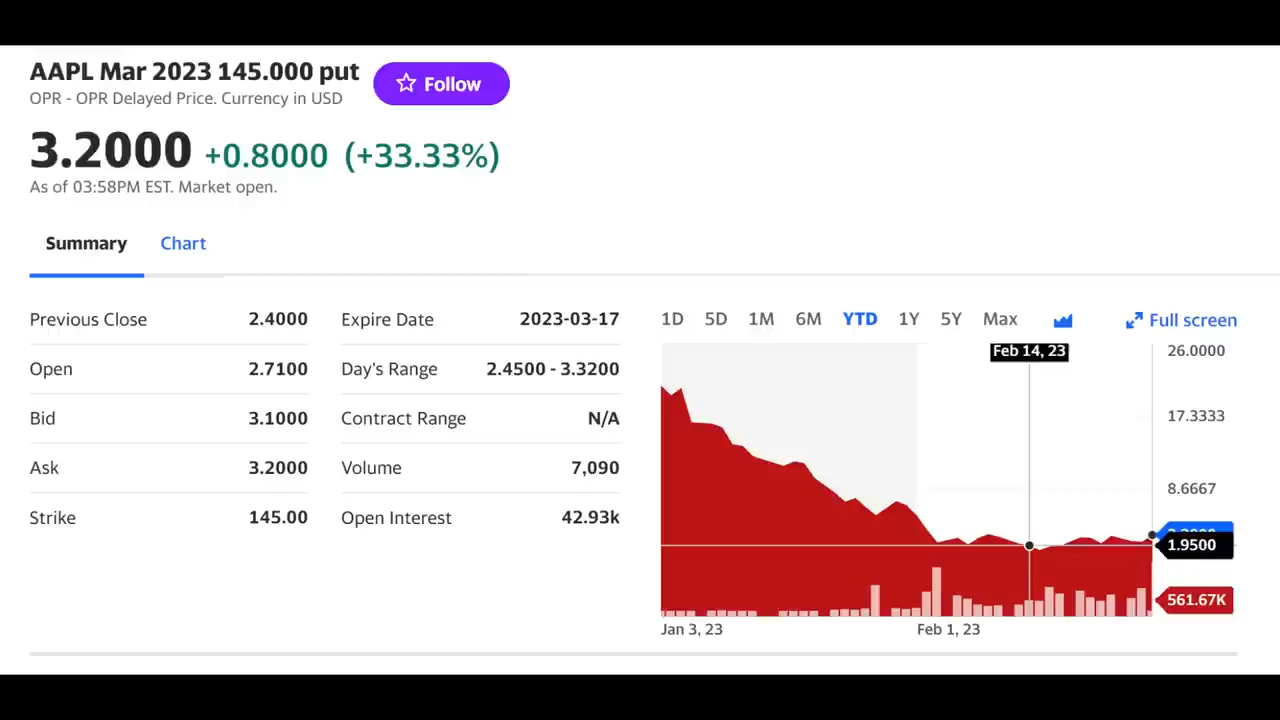 AAPL Mar 2023 145.000 put
Follow
OPR - OPR Delayed Price. Currency in USD
3.2000 +0.8000 (+33.33%)
As of 03:58PM EST. Market open.
Summary Chart
Previous Close 2.4000
Open 2.7100
Bid 3.1000
Ask 3.2000
Strike 145.00
Expire Date 2023-03-17
Day's Range 2.4500 - 3.3200
Contract Range N/A
Volume 7,090
Open Interest 42.93k
1D 5D 1M 6M YTD 1Y 5Y Max Full screen
Feb 14, 23
26.0000
17.3333
8.6667
1.9500
561.67K
Jan 3, 23 Feb 1, 23